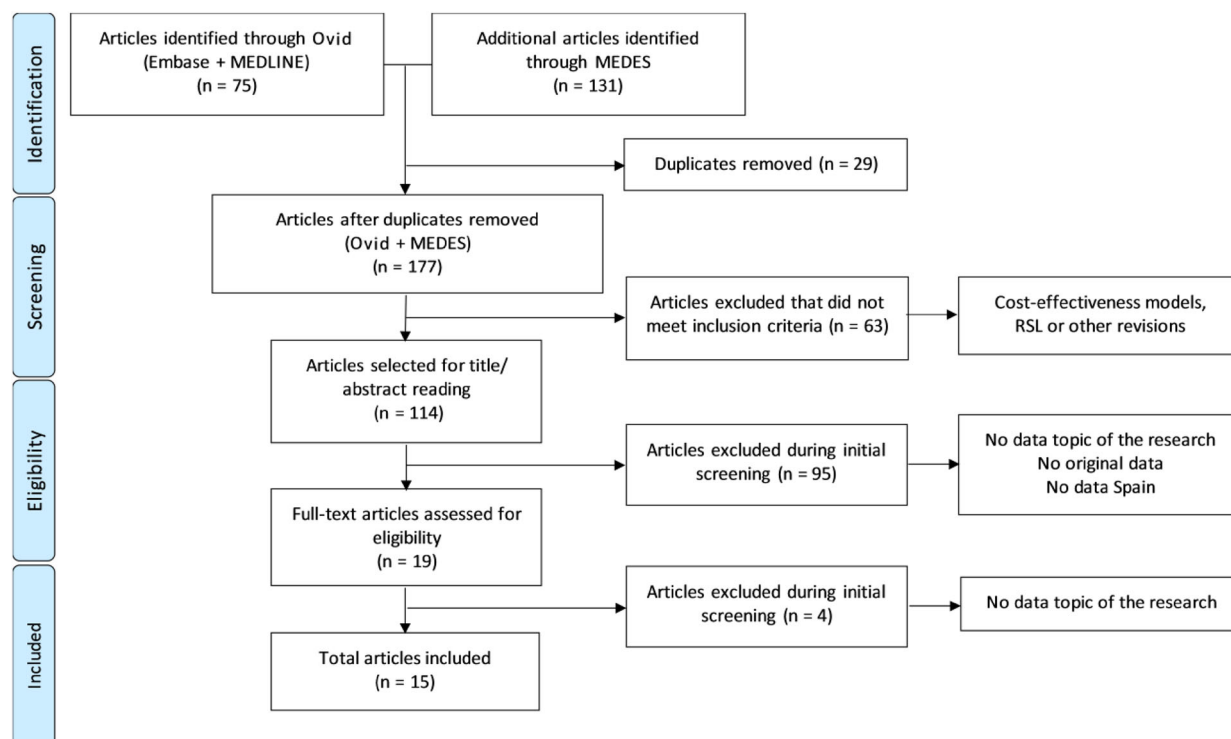 Identification
Articles identified through Ovid
(Embase + MEDLINE)
(n = 75)
Additional articles identified
through MEDES
(n = 131)
Duplicates removed (n = 29)
Screening
Articles after duplicates removed
(Ovid + MEDES)
(n = 177)
Articles excluded that did not
meet inclusion criteria (n = 63)
Cost-effectiveness models,
RSL or other revisions
Articles selected for title/
abstract reading
(n = 114)
Eligibility
Articles excluded during initial
screening (n = 95)
No data topic of the research
No original data
No data Spain
Full-text articles assessed for
eligibility
(n = 19)
Included
Articles excluded during initial
screening (n = 4)
No data topic of the research
Total articles included
(n = 15)